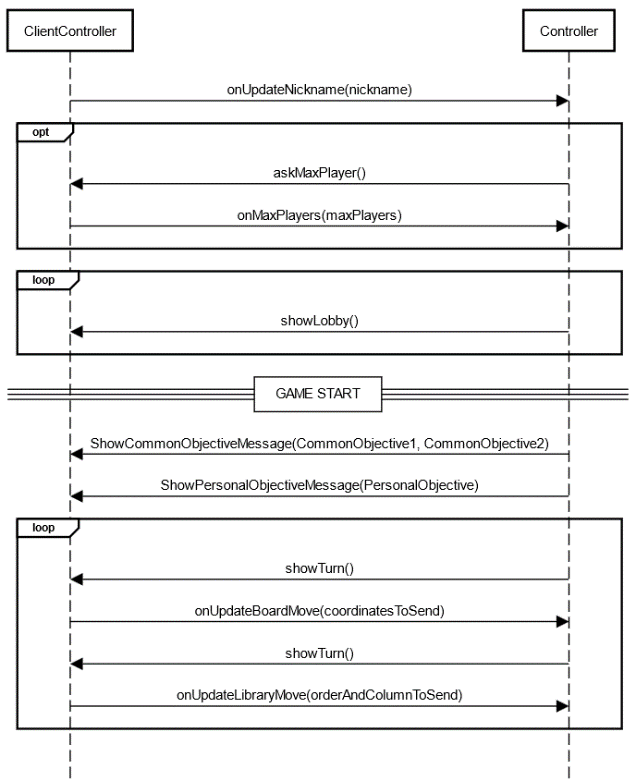 ClientController
Controller
onUpdateNickname(nickname)
opt
askMaxPlayer()
onMaxPlayers(maxPlayers)
loop
showLobby()
GAME START
ShowCommonObjectiveMessage(CommonObjective1, CommonObjective2)
ShowPersonalObjectiveMessage(PersonalObjective)
loop
showTurn()
onUpdateBoardMove(coordinatesToSend)
showTurn()
onUpdateLibraryMove(orderAndColumnToSend)